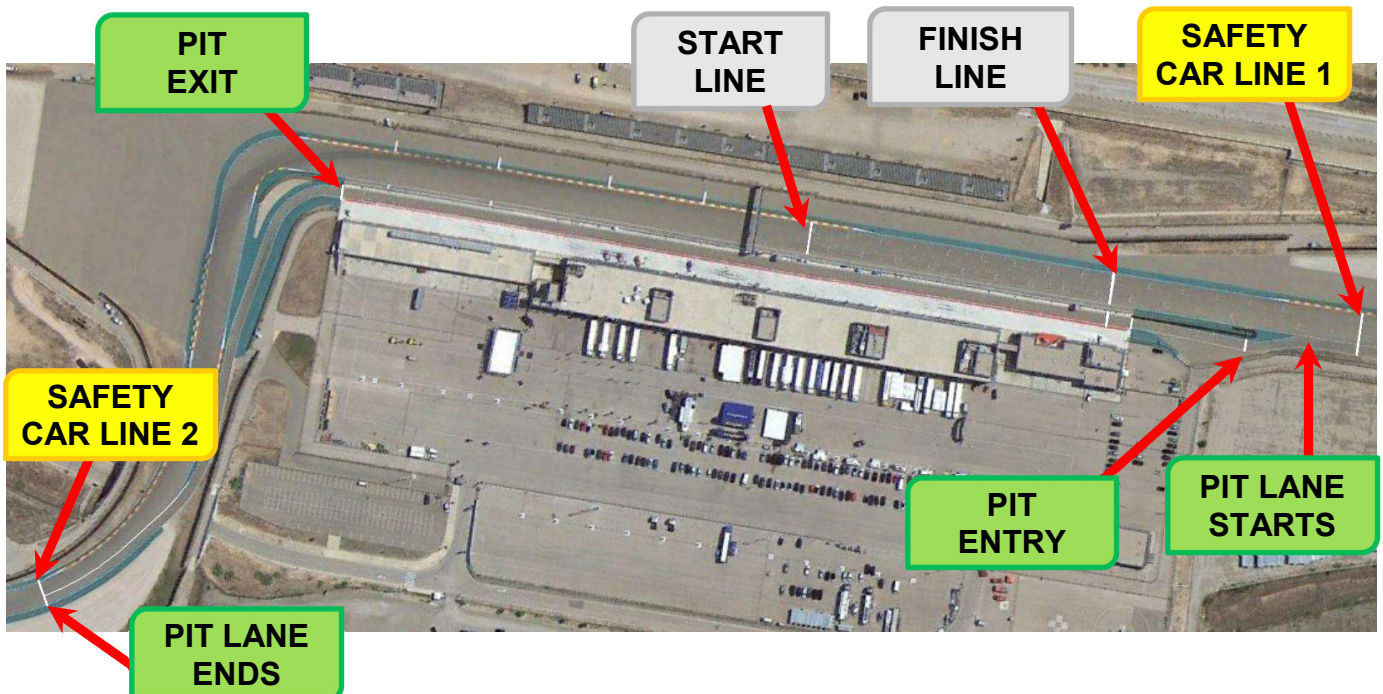 PIT
EXIT
START
LINE
FINISH
LINE
SAFETY
CAR LINE 1
SAFETY
CAR LINE 2
PIT
ENTRY
PIT LANE
STARTS
PIT LANE
ENDS